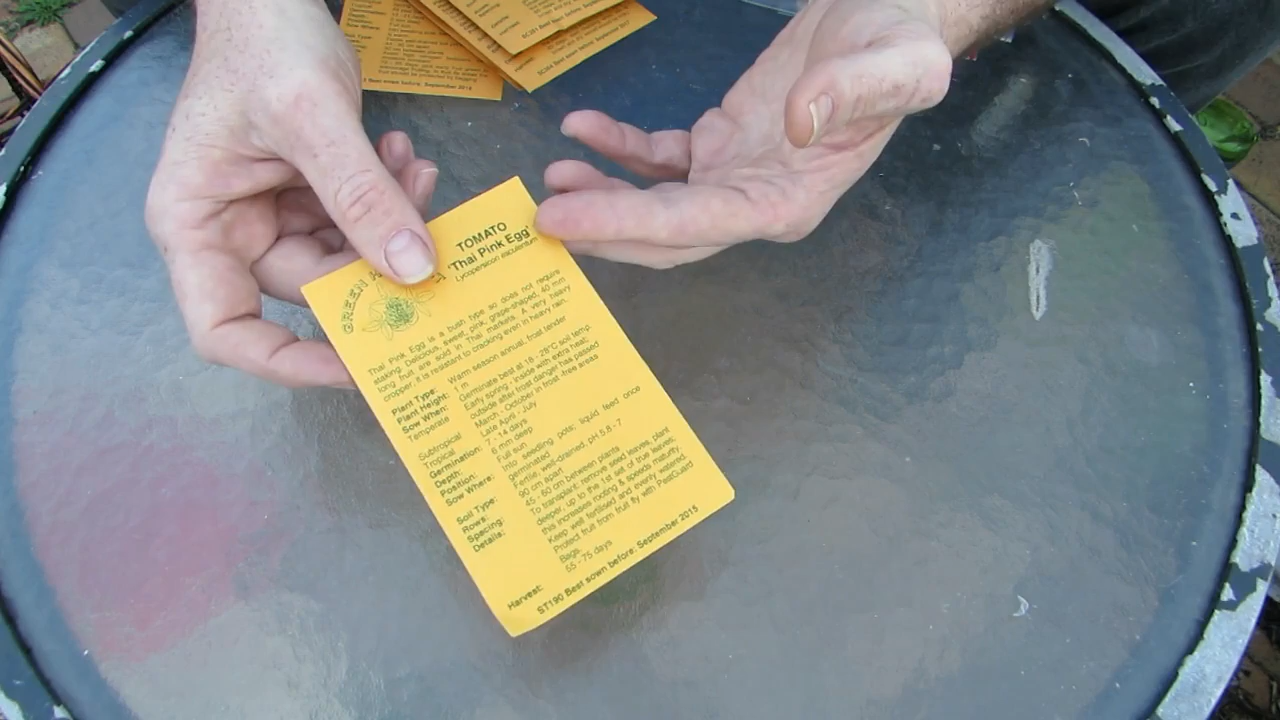 TOMATO
'Thai Pink Egg'
Lycopersicon esculentum
GREEN
Thai Pink Egg is a bush type so does not require
staking. Delicious, sweet, pink, grape-shaped, 40 mm
long fruit are sold in Thai markets. A very heavy
cropper; it is resistant to cracking even in heavy rain.
Plant Type: Warm season annual, frost tender
Plant Height: 1 m
Sow When: Germinate best at 18 - 28°C soil temp.
Temperate Early spring - inside with extra heat;
outside after frost danger has passed
Subtropical March - October in frost-free areas
Tropical Late April - July
Germination: 7 - 14 days
Depth: 6 mm deep
Position: Full sun
Sow Where: Into seedling pots; liquid feed once
germinated
Soil Type: Fertile, well-drained, pH 5.8 - 7
Rows: 90 cm apart
Spacing: 45 - 60 cm between plants
Details: To transplant: remove seed leaves, plant
deeper, up to the 1st set of true leaves;
this increases rooting & speeds maturity.
Keep well fertilised and evenly watered.
Protect fruit from fruit fly with PestGuard
Bags.
Harvest: 55 - 75 days
ST190 Best sown before: September 2015
Best sown before: September 2014
Best sown before: September 2017